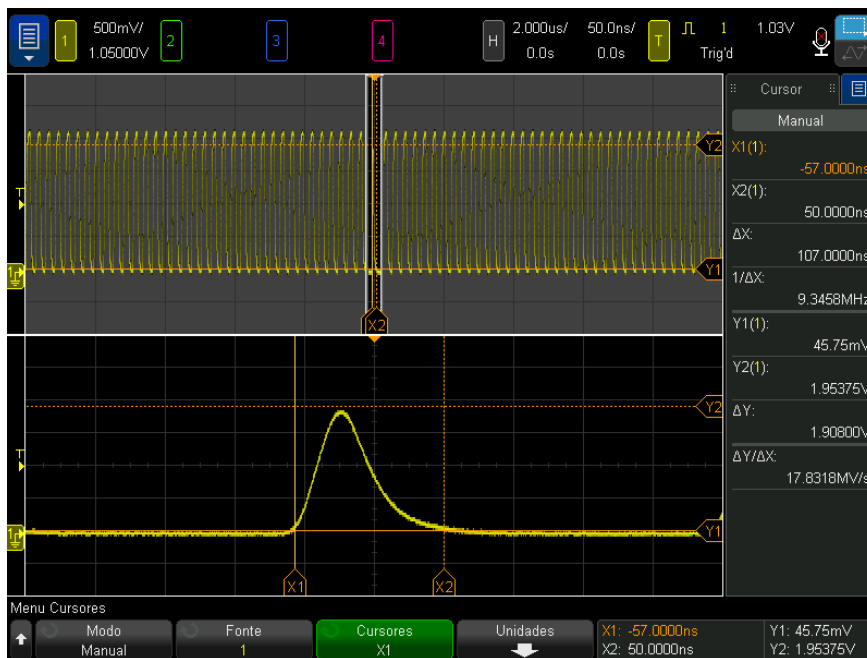 1 500mV/ 2 3 4 H 2.000us/ 50.0ns/ T 1 1.03V
1.05000V 0.0s 0.0s Trig'd
Cursor
Manual
X1(1):
-57.0000ns
X2(1):
50.0000ns
ΔX:
107.0000ns
1/ΔX:
9.3458MHz
Y1(1):
45.75mV
Y2(1):
1.95375V
ΔY:
1.90800V
ΔY/ΔX:
17.8318MV/s
T
Y2
1
Y1
X2
Y2
T
1
Y1
X1 X2
Menu Cursores
Modo Fonte Cursores Unidades X1: -57.0000ns Y1: 45.75mV
Manual 1 X1 X2: 50.0000ns Y2: 1.95375V